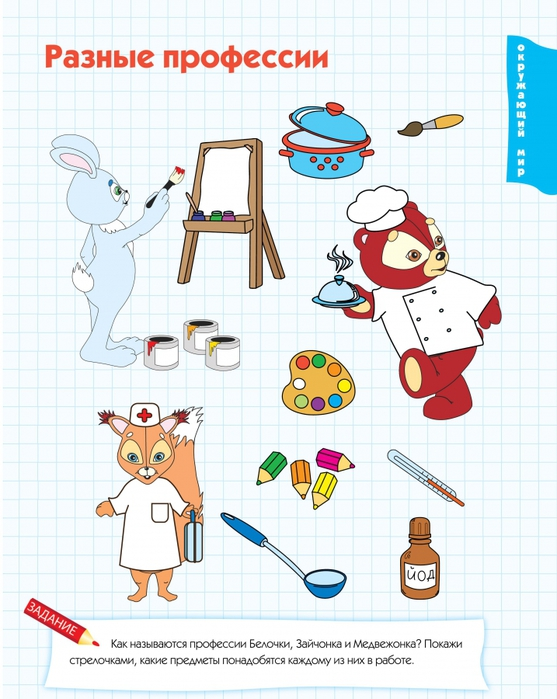 Разные профессии
окружающий мир
ЙОД
ЗАДАНИЕ
Как называются профессии Белочки, Зайчонка и Медвежонка? Покажи
стрелочками, какие предметы понадобятся каждому из них в работе.